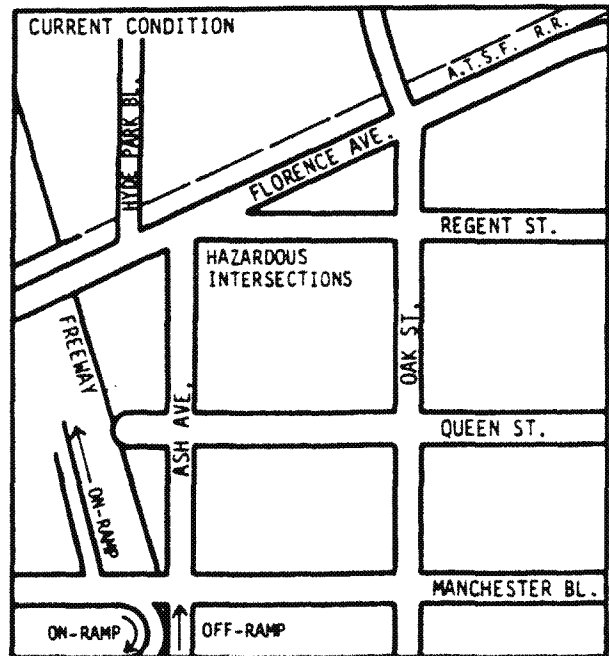 CURRENT CONDITION
A.T.S.F. R.R.
HYDE PARK BL.
FLORENCE AVE.
REGENT ST.
HAZARDOUS
INTERSECTIONS
FREEWAY
OAK ST.
ASH AVE.
QUEEN ST.
ON-RAMP
MANCHESTER BL.
ON-RAMP
OFF-RAMP